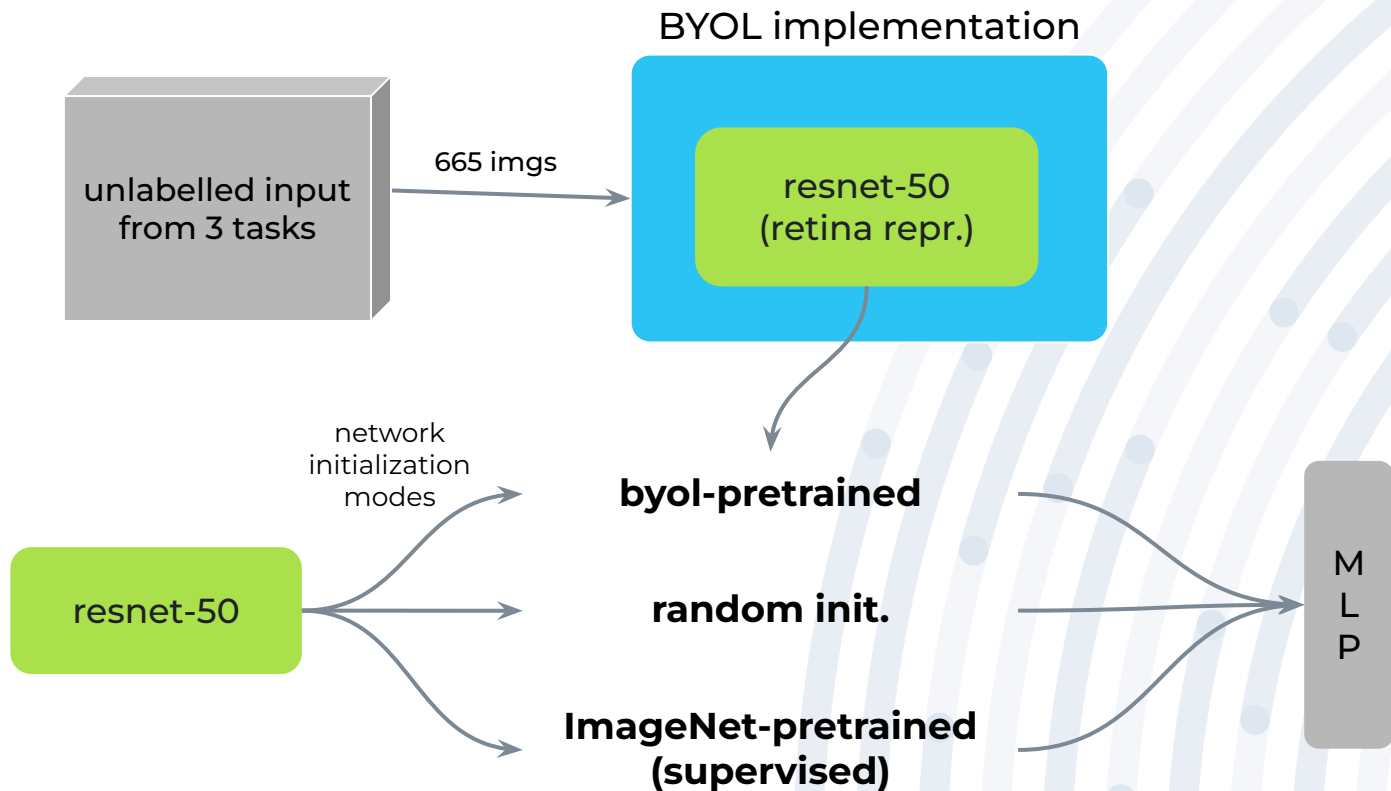 BYOL implementation
unlabelled input
from 3 tasks
665 imgs
resnet-50
(retina repr.)
network
initialization
modes
byol-pretrained
resnet-50
random init.
ImageNet-pretrained
(supervised)
M
L
P